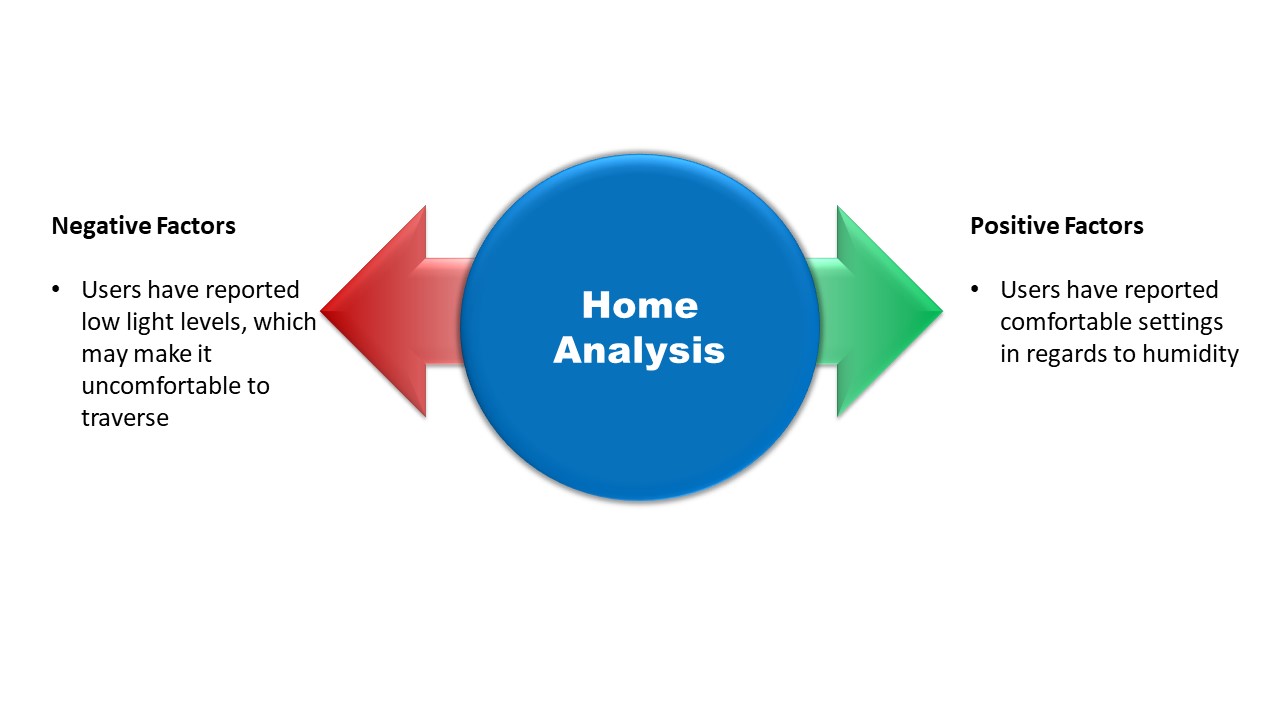 Negative Factors
• Users have reported
low light levels, which
may make it
uncomfortable to
traverse
Home
Analysis
Positive Factors
• Users have reported
comfortable settings
in regards to humidity